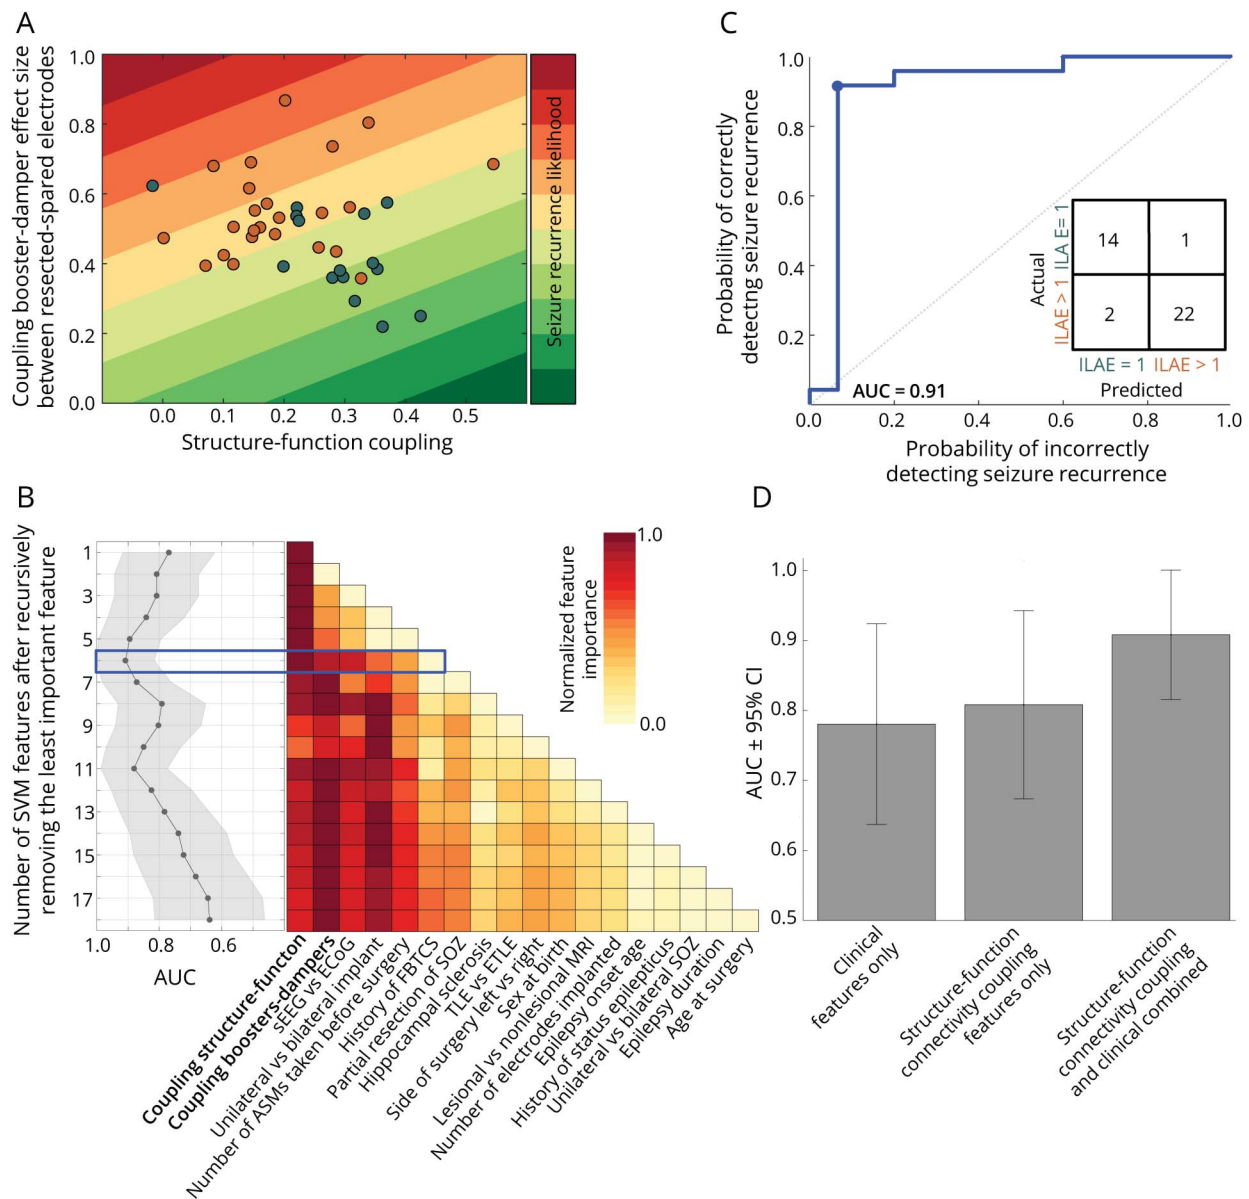 A
Coupling booster-damper effect size
between resected-spared electrodes
1.0
0.8
0.6
0.4
0.2
0.0
0.0 0.1 0.2 0.3 0.4 0.5
Structure-function coupling
Seizure recurrence likelihood
C
Probability of correctly
detectng seizure recurrence
1.0
0.8
0.6
0.4
0.2
0.0 0.2 0.4 0.6 0.8 1.0
AUC = 0.91
Probability of incorrectly
detecting seizure recurrence
Actual
ILAE > 1 ILA E= 1
14 1
2 22
ILAE = 1 ILAE > 1
Predicted
B
Number of SVM features after recursively
removing the least important feature
1
3
5
7
9
11
13
15
17
1.0 0.8 0.6
AUC
Normalized feature
importance
1.0
0.0
Coupling structure-functon
Coupling boosters-dampers
sEEG vs ECoG
Unilateral vs bilateral implant
Number of ASMs taken before surgery
History of FBTCS
Partial resection of SOZ
Hippocampal sclerosis
TLE vs ETLE
Side of surgery left vs right
Sex at birth
Lesional vs nonlesional MRI
Number of electrodes implanted
Epilepsy onset age
History of status epilepticus
Unilateral vs bilateral SOZ
Epilepsy duration
Age at surgery
D
AUC ± 95% CI
1.0
0.9
0.8
0.7
0.6
0.5
Clinical
features only
Structure-function
connectivity coupling
features only
Structure-function
connectivity coupling
and clinical combined